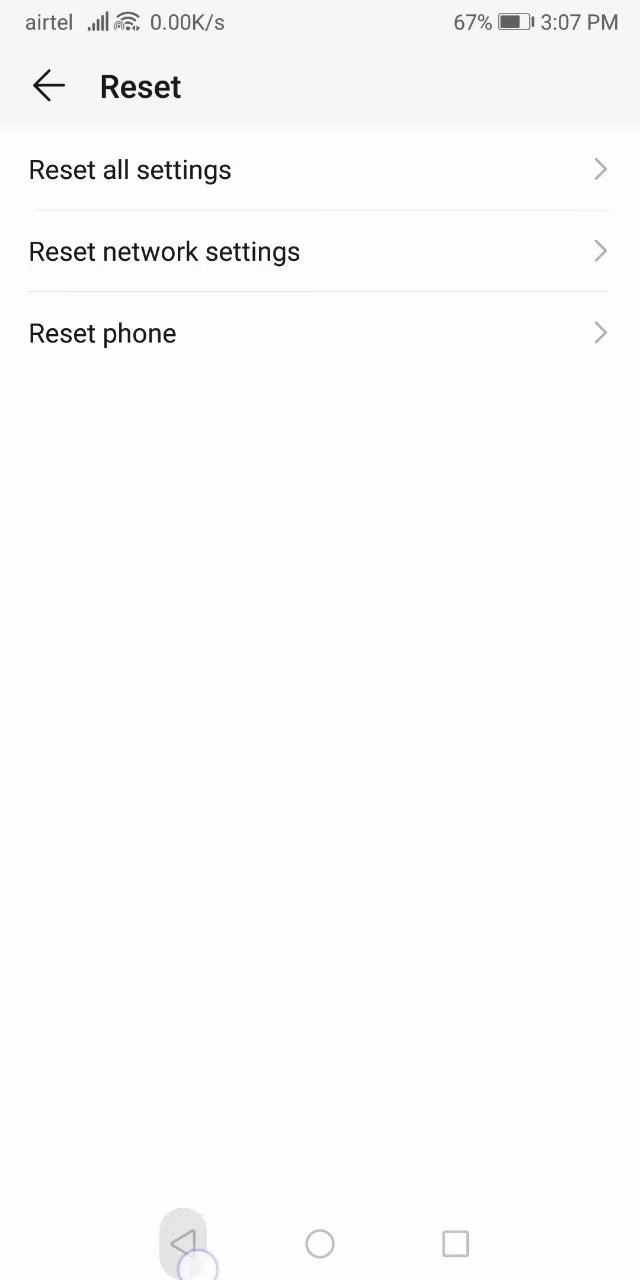 airtel 0.00K/s 67% 3:07 PM
Reset
Reset all settings
Reset network settings
Reset phone